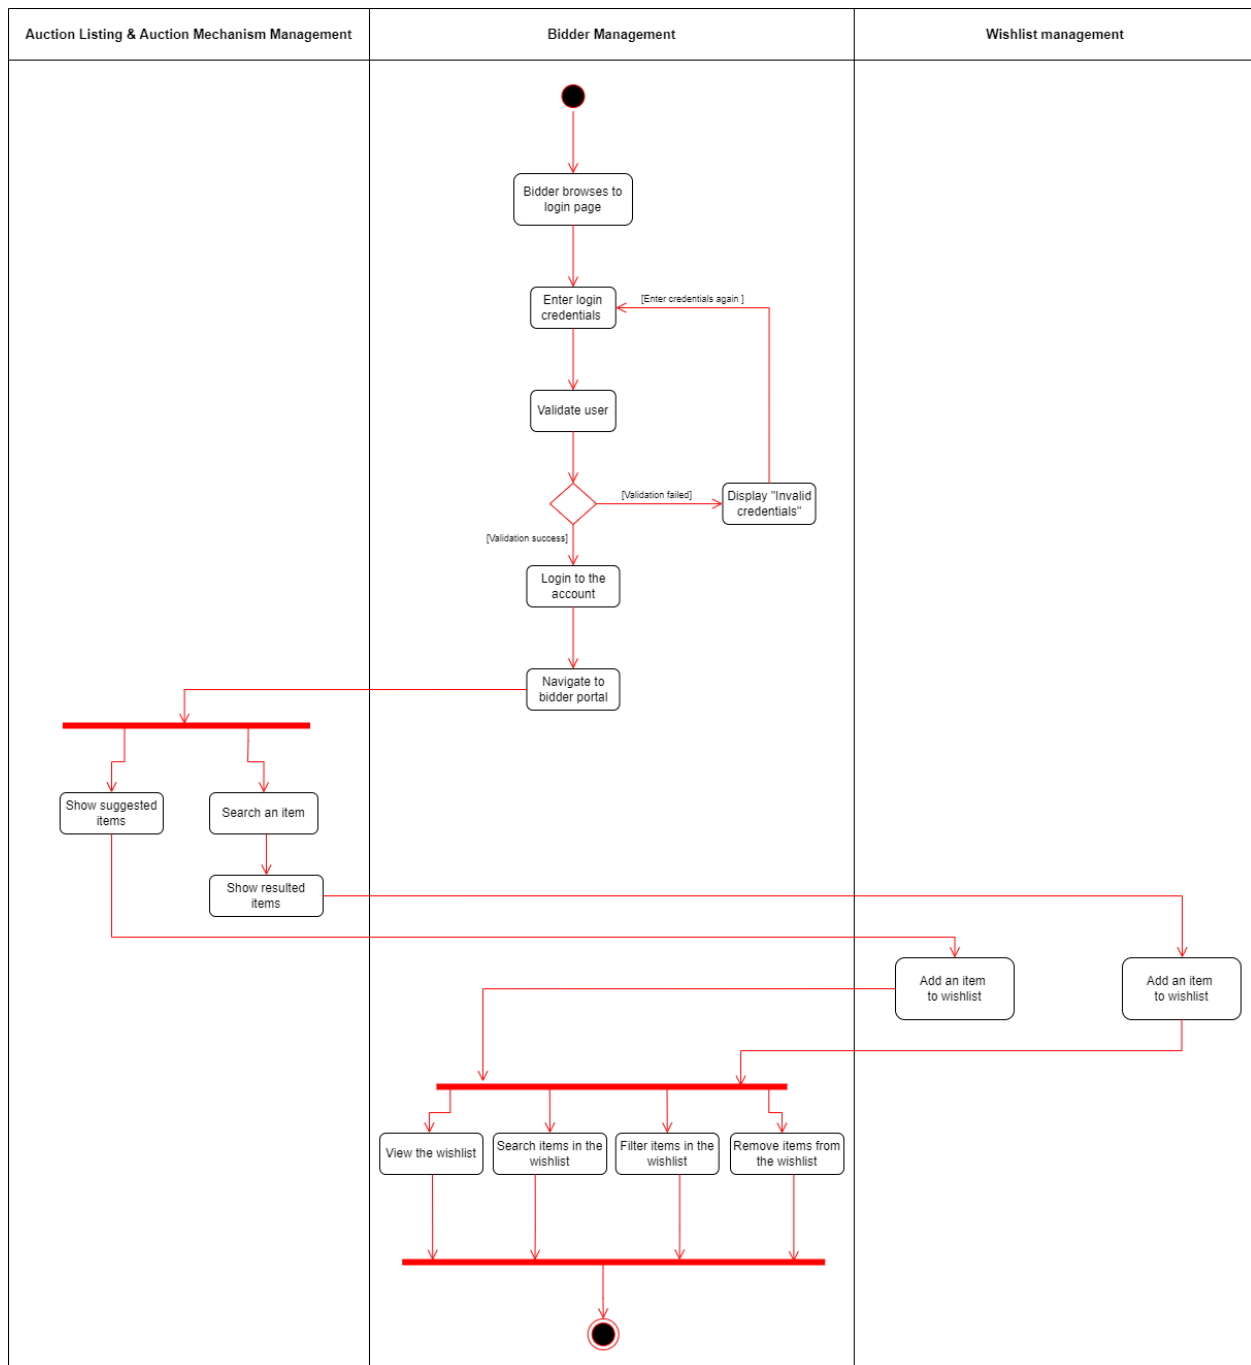 Auction Listing & Auction Mechanism Management
Bidder Management
Wishlist management
Bidder browses to
login page
Enter login
credentials
[Enter credentials again ]
Validate user
[Validation failed]
Display "Invalid
credentials"
[Validation success]
Login to the
account
Navigate to
bidder portal
Show suggested
items
Search an item
Show resulted
items
Add an item
to wishlist
Add an item
to wishlist
View the wishlist
Search items in the
wishlist
Filter items in the
wishlist
Remove items from
the wishlist